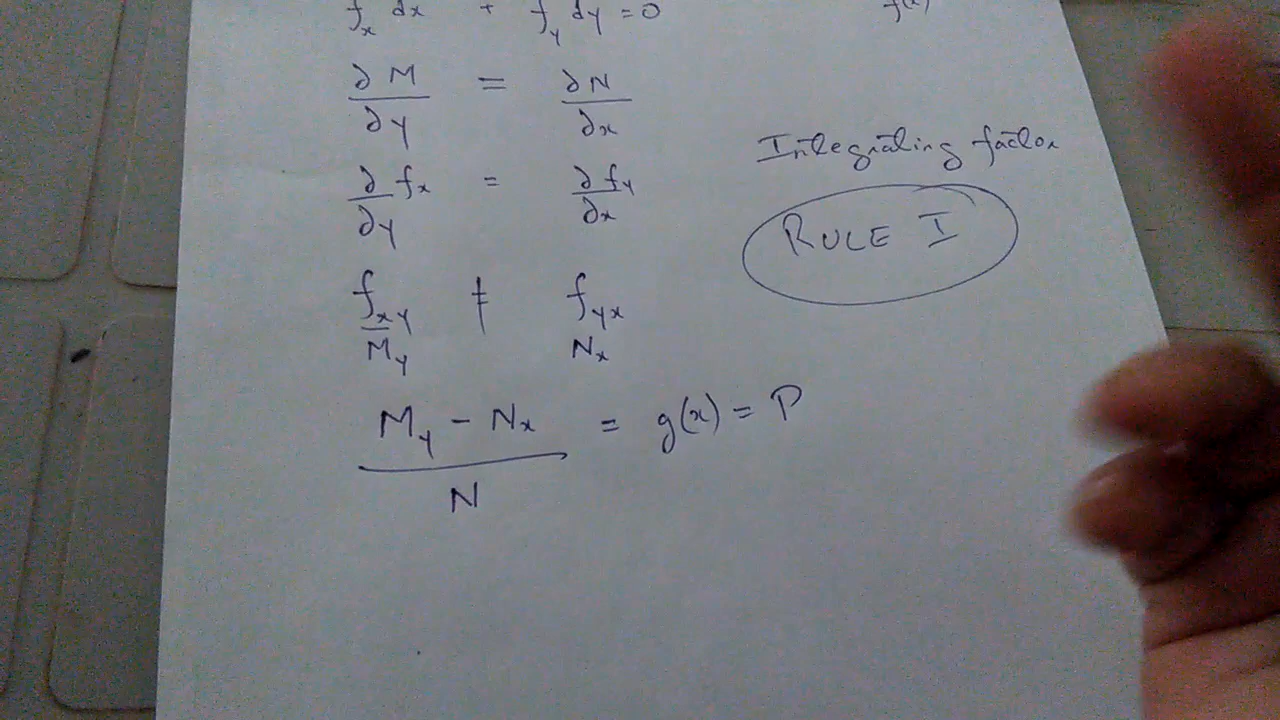 f_x dx + f_y dy = 0
f(x)
∂M/∂y = ∂N/∂x
Integrating factor
∂/∂y f_x = ∂f_y/∂x
RULE I
f_xy ≠ f_yx
M_y N_x
(M_y - N_x)/N = g(x) = P